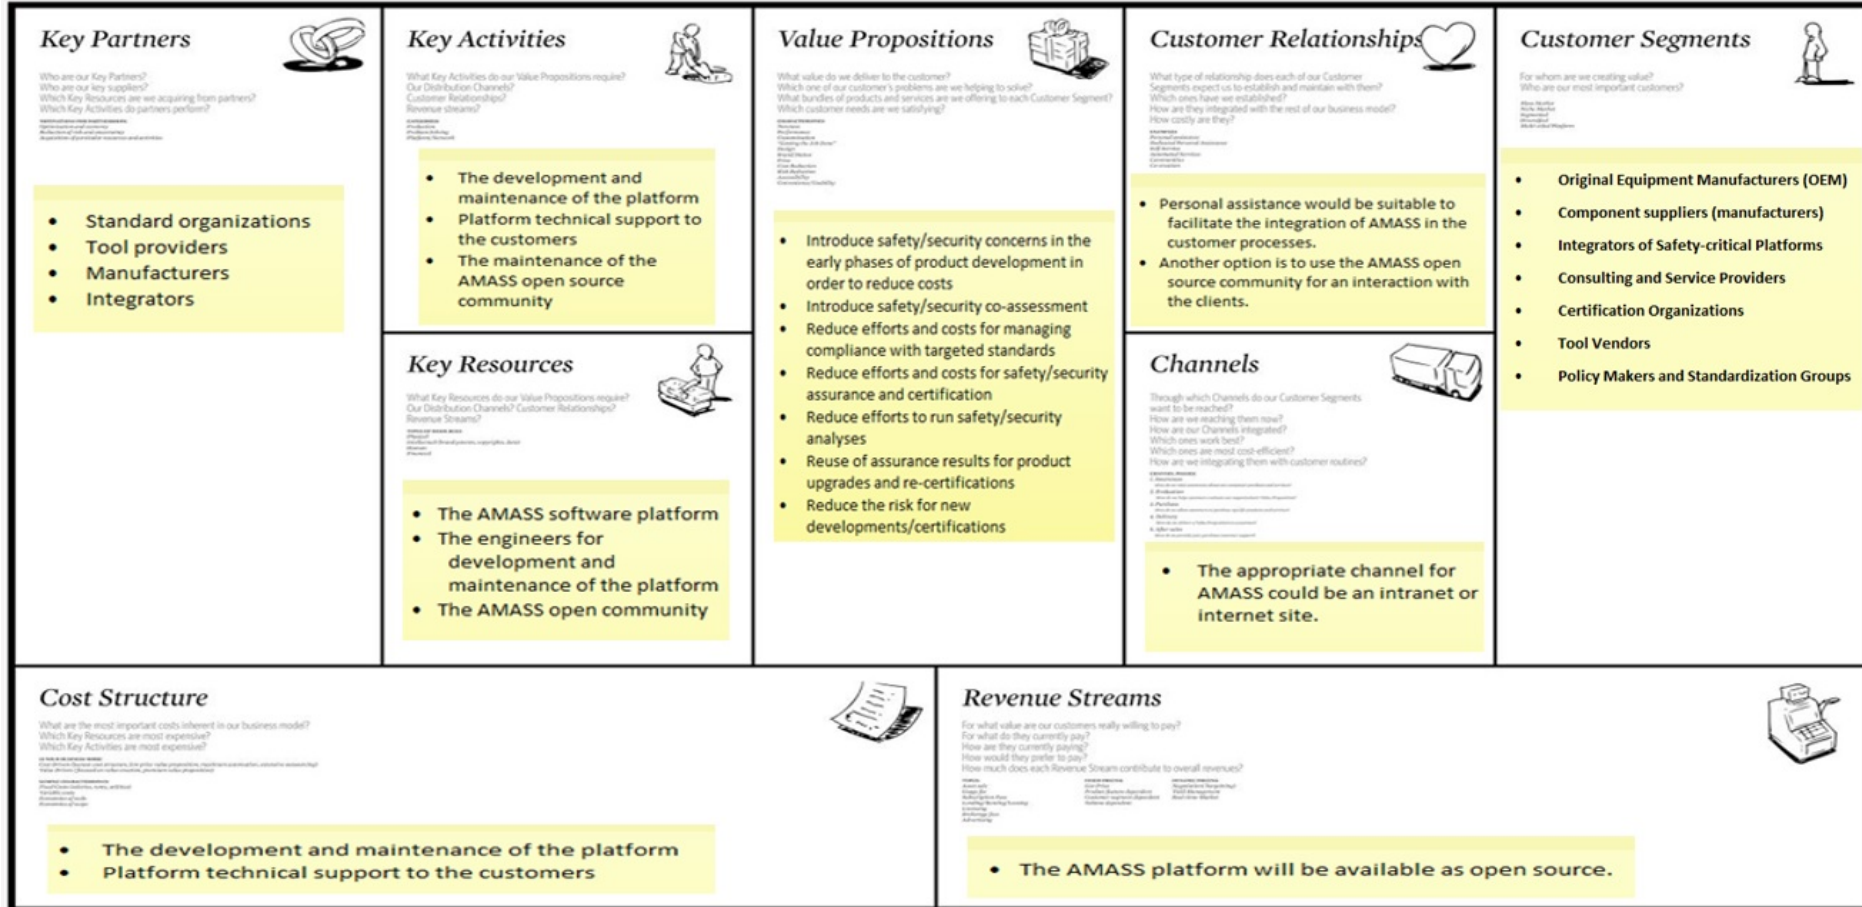 Key Partners
Who are our Key Partners?
Who are our key suppliers?
Which Key Resources are we acquiring from partners?
Which Key Activities do partners perform?
• Standard organizations
• Tool providers
• Manufacturers
• Integrators
Key Activities
What Key Activities do our Value Propositions require?
Our Distribution Channels?
Customer Relationships?
Revenue streams?
• The development and
maintenance of the platform
• Platform technical support to
the customers
• The maintenance of the
AMASS open source
community
Key Resources
What Key Resources do our Value Propositions require?
Our Distribution Channels? Customer Relationships?
Revenue Streams?
• The AMASS software platform
• The engineers for
development and
maintenance of the platform
• The AMASS open community
Value Propositions
What value do we deliver to the customer?
Which one of our customer's problems are we helping to solve?
What bundles of products and services are we offering to each Customer Segment?
Which customer needs are we satisfying?
• Introduce safety/security concerns in the
early phases of product development in
order to reduce costs
• Introduce safety/security co-assessment
• Reduce efforts and costs for managing
compliance with targeted standards
• Reduce efforts and costs for safety/security
assurance and certification
• Reduce efforts to run safety/security
analyses
• Reuse of assurance results for product
upgrades and re-certifications
• Reduce the risk for new
developments/certifications
Customer Relationships
What type of relationship does each of our Customer
Segments expect us to establish and maintain with them?
Which ones have we established?
How are they integrated with the rest of our business model?
How costly are they?
• Personal assistance would be suitable to
facilitate the integration of AMASS in the
customer processes.
• Another option is to use the AMASS open
source community for an interaction with
the clients.
Channels
Through which Channels do our Customer Segments
want to be reached?
How are we reaching them now?
How are our Channels integrated?
Which ones work best?
Which ones are most cost-efficient?
How are we integrating them with customer routines?
• The appropriate channel for
AMASS could be an intranet or
internet site.
Customer Segments
For whom are we creating value?
Who are our most important customers?
• Original Equipment Manufacturers (OEM)
• Component suppliers (manufacturers)
• Integrators of Safety-critical Platforms
• Consulting and Service Providers
• Certification Organizations
• Tool Vendors
• Policy Makers and Standardization Groups
Cost Structure
What are the most important costs inherent in our business model?
Which Key Resources are most expensive?
Which Key Activities are most expensive?
• The development and maintenance of the platform
• Platform technical support to the customers
Revenue Streams
For what value are our customers really willing to pay?
For what do they currently pay?
How are they currently paying?
How would they prefer to pay?
How much does each Revenue Stream contribute to overall revenues?
• The AMASS platform will be available as open source.